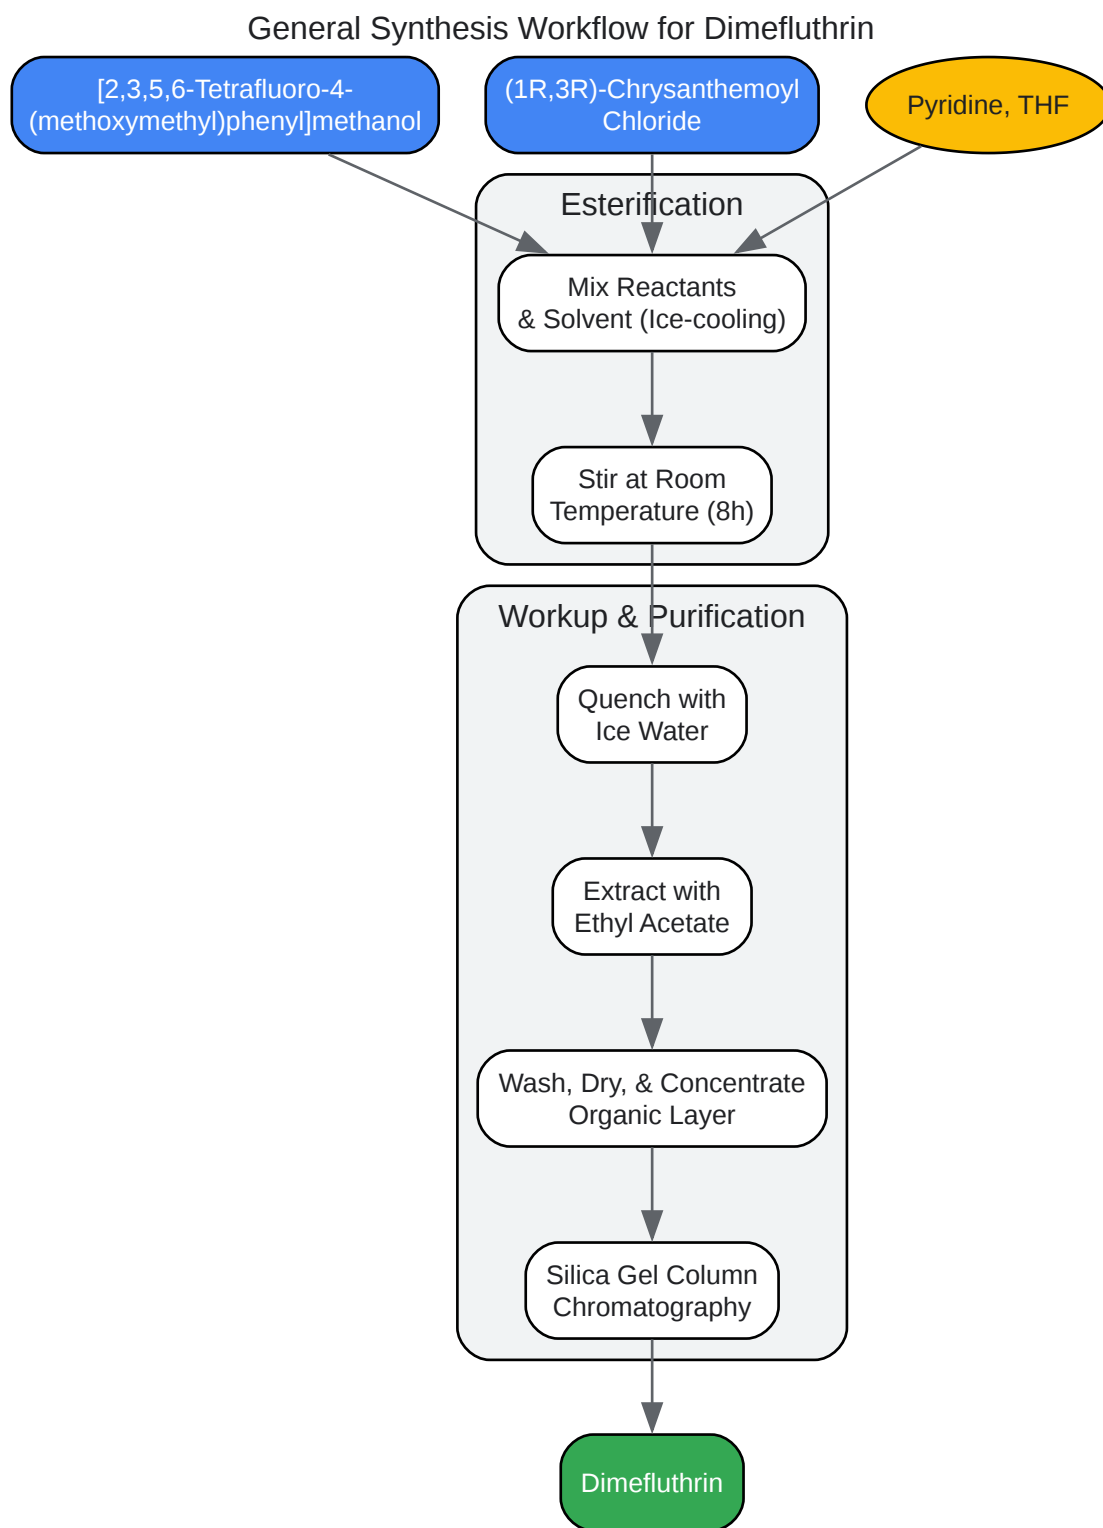 General Synthesis Workflow for Dimefluthrin
[2,3,5,6-Tetrafluoro-4-
(methoxymethyl)phenyl]methanol
(1R,3R)-Chrysanthemoyl
Chloride
Pyridine, THF
Esterification
Mix Reactants
& Solvent (Ice-cooling)
Stir at Room
Temperature (8h)
Workup & Purification
Quench with
Ice Water
Extract with
Ethyl Acetate
Wash, Dry, & Concentrate
Organic Layer
Silica Gel Column
Chromatography
Dimefluthrin